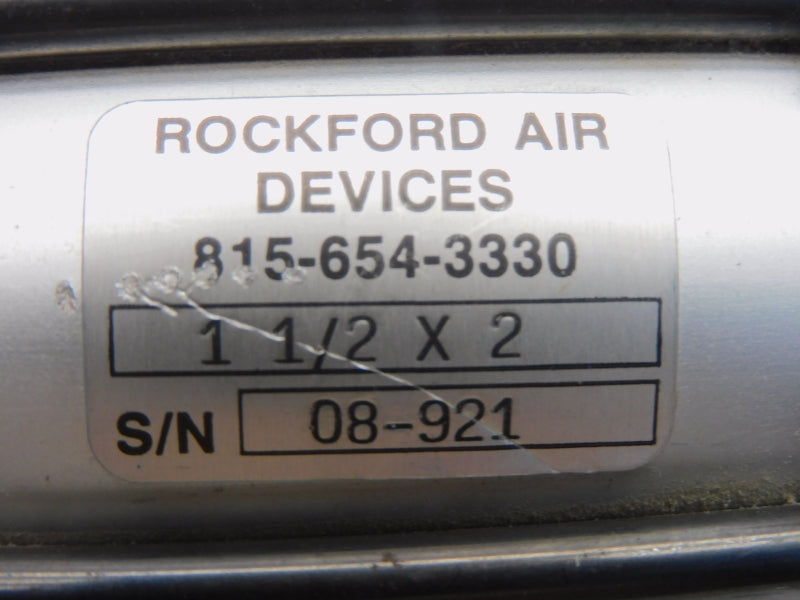 ROCKFORD AIR
DEVICES
815-654-3330
1 1/2 X 2
S/N 08-921